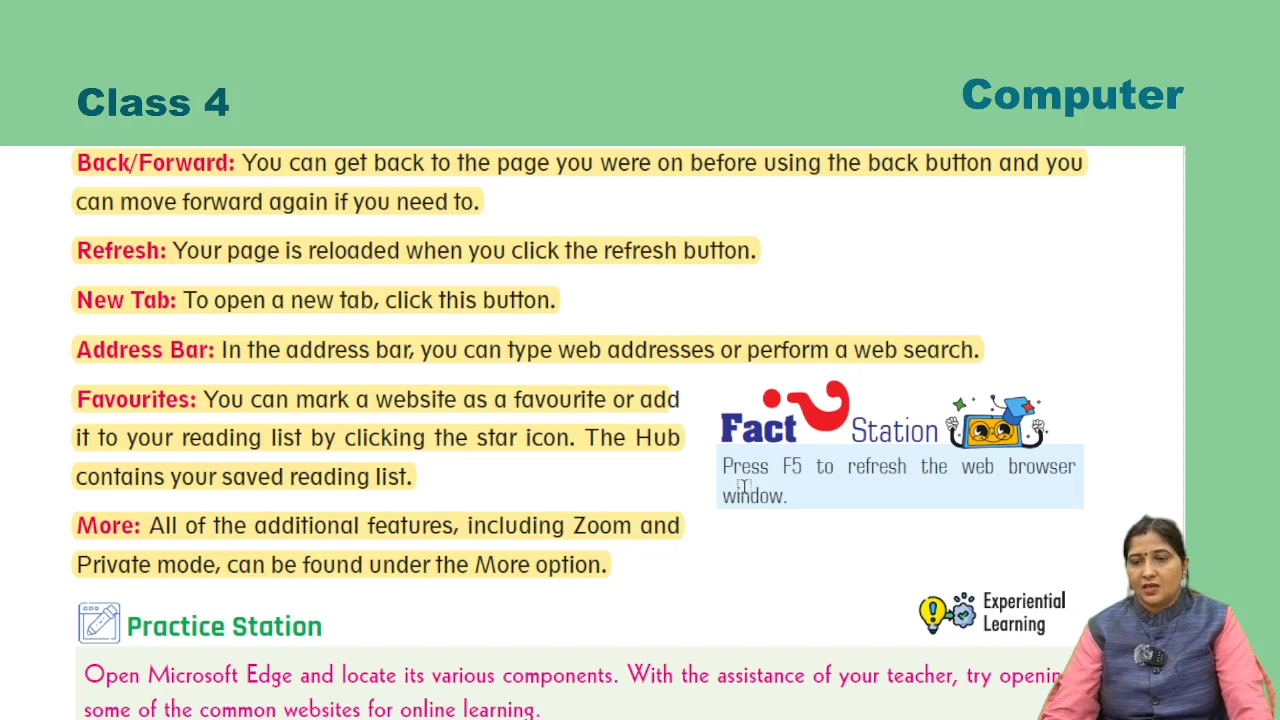 Class 4
Computer
Back/Forward: You can get back to the page you were on before using the back button and you
can move forward again if you need to.
Refresh: Your page is reloaded when you click the refresh button.
New Tab: To open a new tab, click this button.
Address Bar: In the address bar, you can type web addresses or perform a web search.
Favourites: You can mark a website as a favourite or add
it to your reading list by clicking the star icon. The Hub
contains your saved reading list.
More: All of the additional features, including Zoom and
Private mode, can be found under the More option.
Fact Station
Press F5 to refresh the web browser
window.
Practice Station
Experiential
Learning
Open Microsoft Edge and locate its various components. With the assistance of your teacher, try
some of the common websites for online learning.